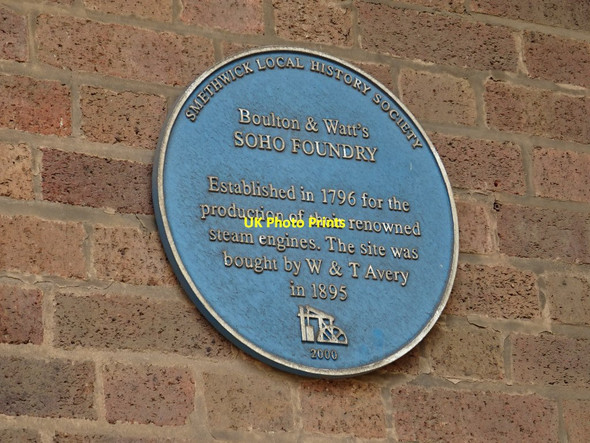 SMETHWICK LOCAL HISTORY SOCIETY
Boulton & Watt's
SOHO FOUNDRY
Established in 1796 for the
production of their renowned
steam engines. The site was
bought by W & T Avery
in 1895
2000
UK Photo Prints